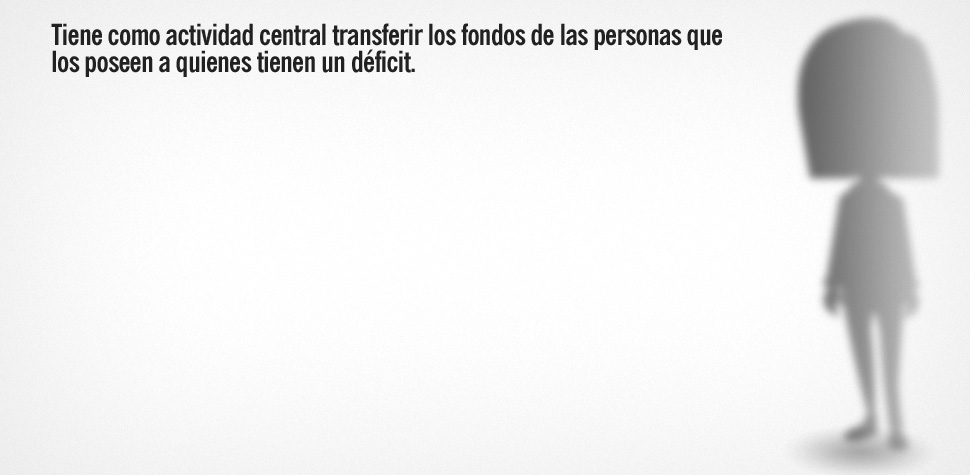 Tiene como actividad central transferir los fondos de las personas que
los poseen a quienes tienen un déficit.